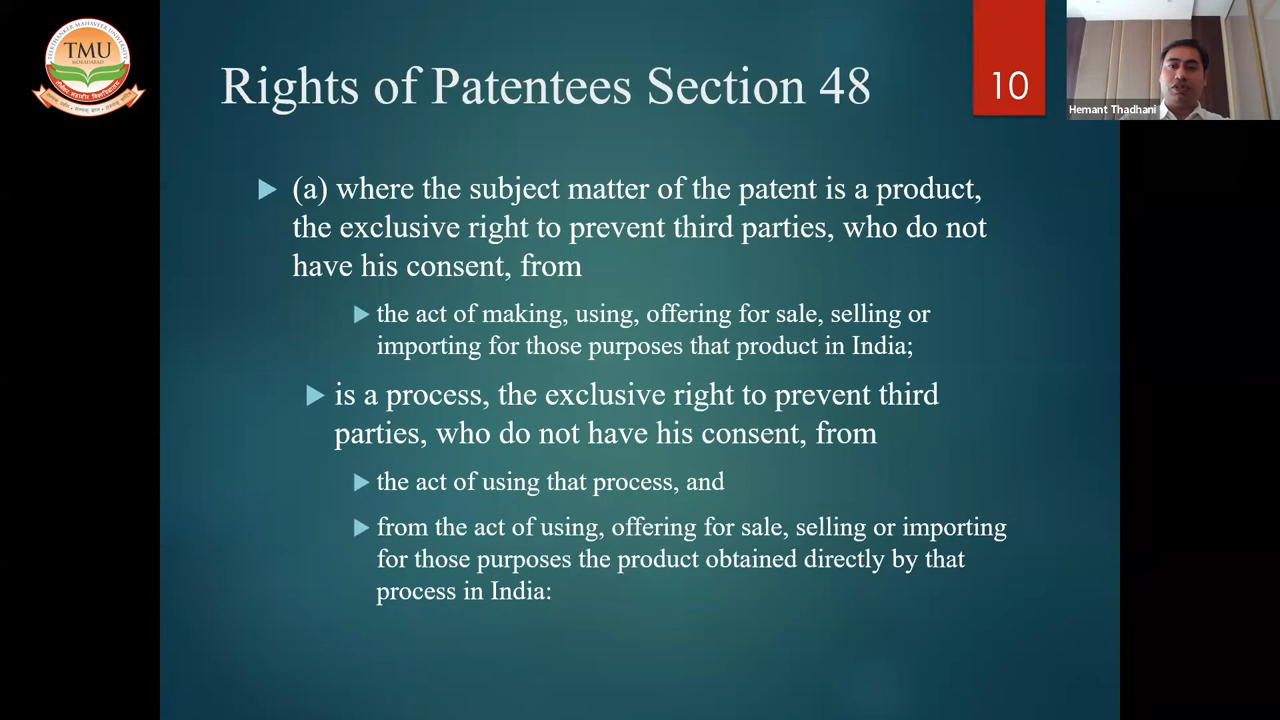 TEERTHANKER MAHAVEER UNIVERSITY
TMU
MORADABAD
Rights of Patentees Section 48
10
Hemant Thadhani
(a) where the subject matter of the patent is a product,
the exclusive right to prevent third parties, who do not
have his consent, from
the act of making, using, offering for sale, selling or
importing for those purposes that product in India;
is a process, the exclusive right to prevent third
parties, who do not have his consent, from
the act of using that process, and
from the act of using, offering for sale, selling or importing
for those purposes the product obtained directly by that
process in India: